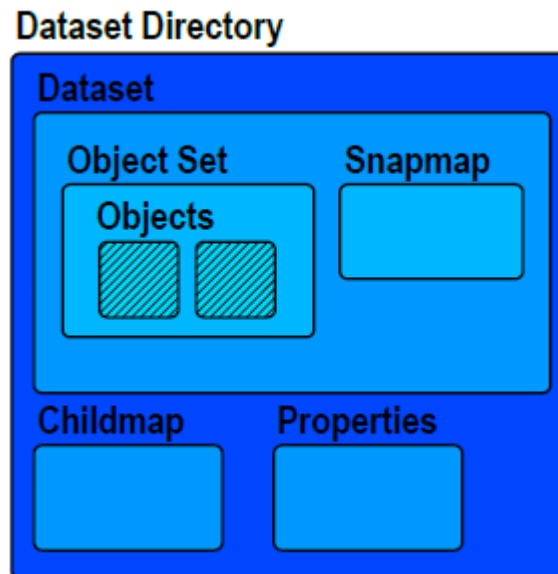 Dataset Directory
Dataset
Object Set
Snapmap
Objects
Childmap
Properties